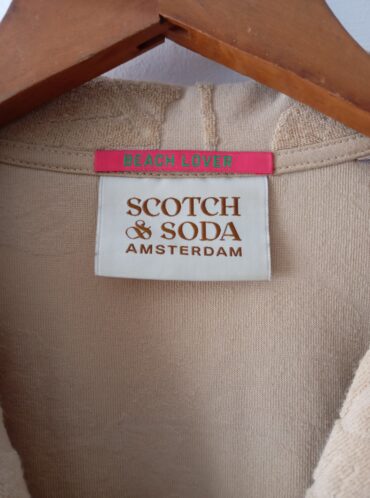 BEACH LOVER
SCOTCH
& SODA
AMSTERDAM